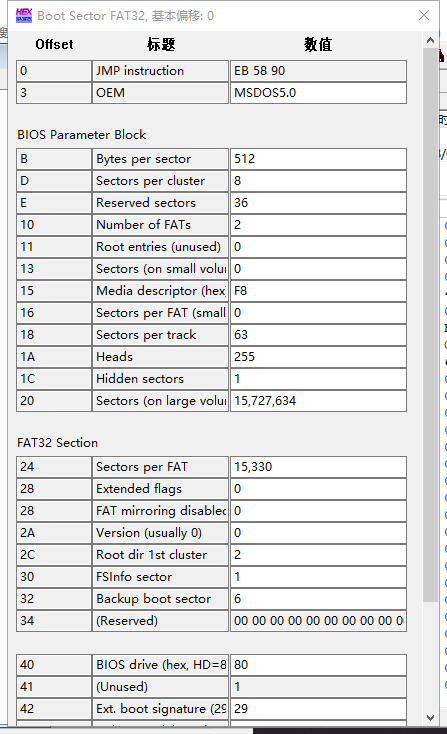 Boot Sector FAT32, 基本偏移: 0
Offset 标题 数值
0 JMP instruction EB 58 90
3 OEM MSDOS5.0
BIOS Parameter Block
B Bytes per sector 512
D Sectors per cluster 8
E Reserved sectors 36
10 Number of FATs 2
11 Root entries (unused) 0
13 Sectors (on small volu 0
15 Media descriptor (hex) F8
16 Sectors per FAT (small 0
18 Sectors per track 63
1A Heads 255
1C Hidden sectors 1
20 Sectors (on large volu 15,727,634
FAT32 Section
24 Sectors per FAT 15,330
28 Extended flags 0
28 FAT mirroring disabled 0
2A Version (usually 0) 0
2C Root dir 1st cluster 2
30 FSInfo sector 1
32 Backup boot sector 6
34 (Reserved) 00 00 00 00 00 00 00 00 00 0
40 BIOS drive (hex, HD=8 80
41 (Unused) 1
42 Ext. boot signature (29 29